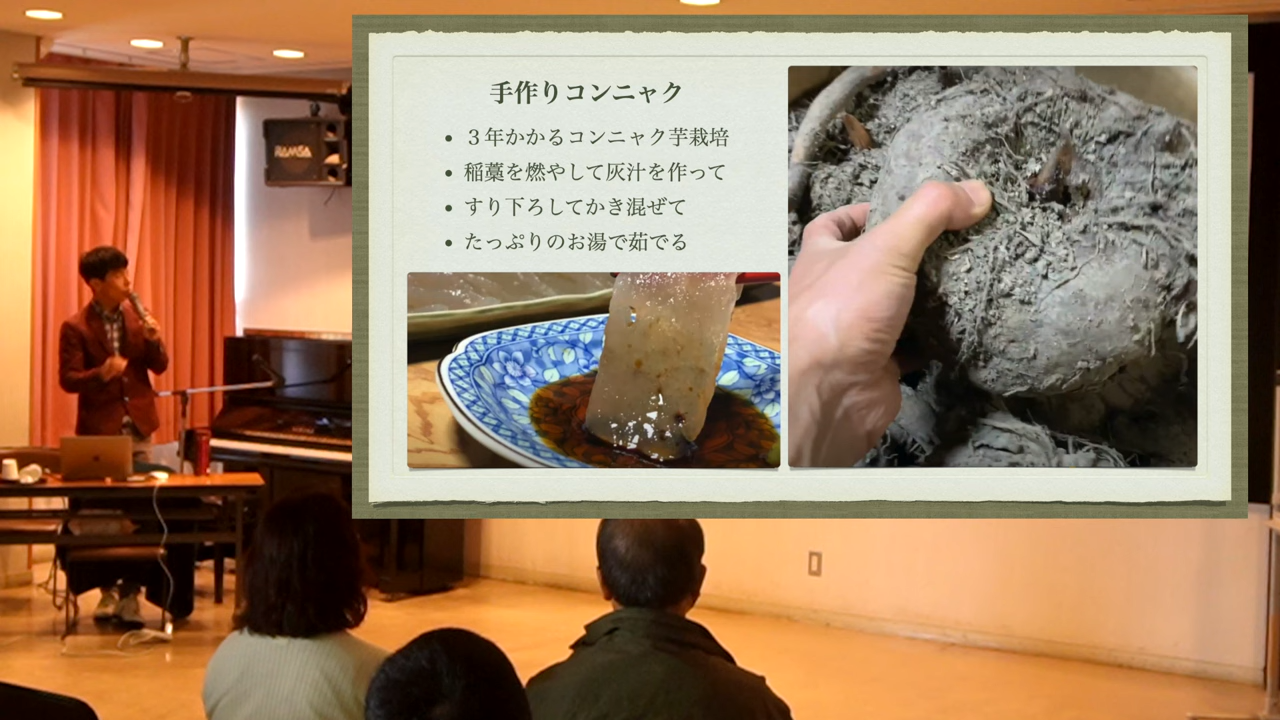 手作りコンニャク
• ３年かかるコンニャク芋栽培
• 稲藁を燃やして灰汁を作って
• すり下ろしてかき混ぜて
• たっぷりのお湯で茹でる
RAMSA